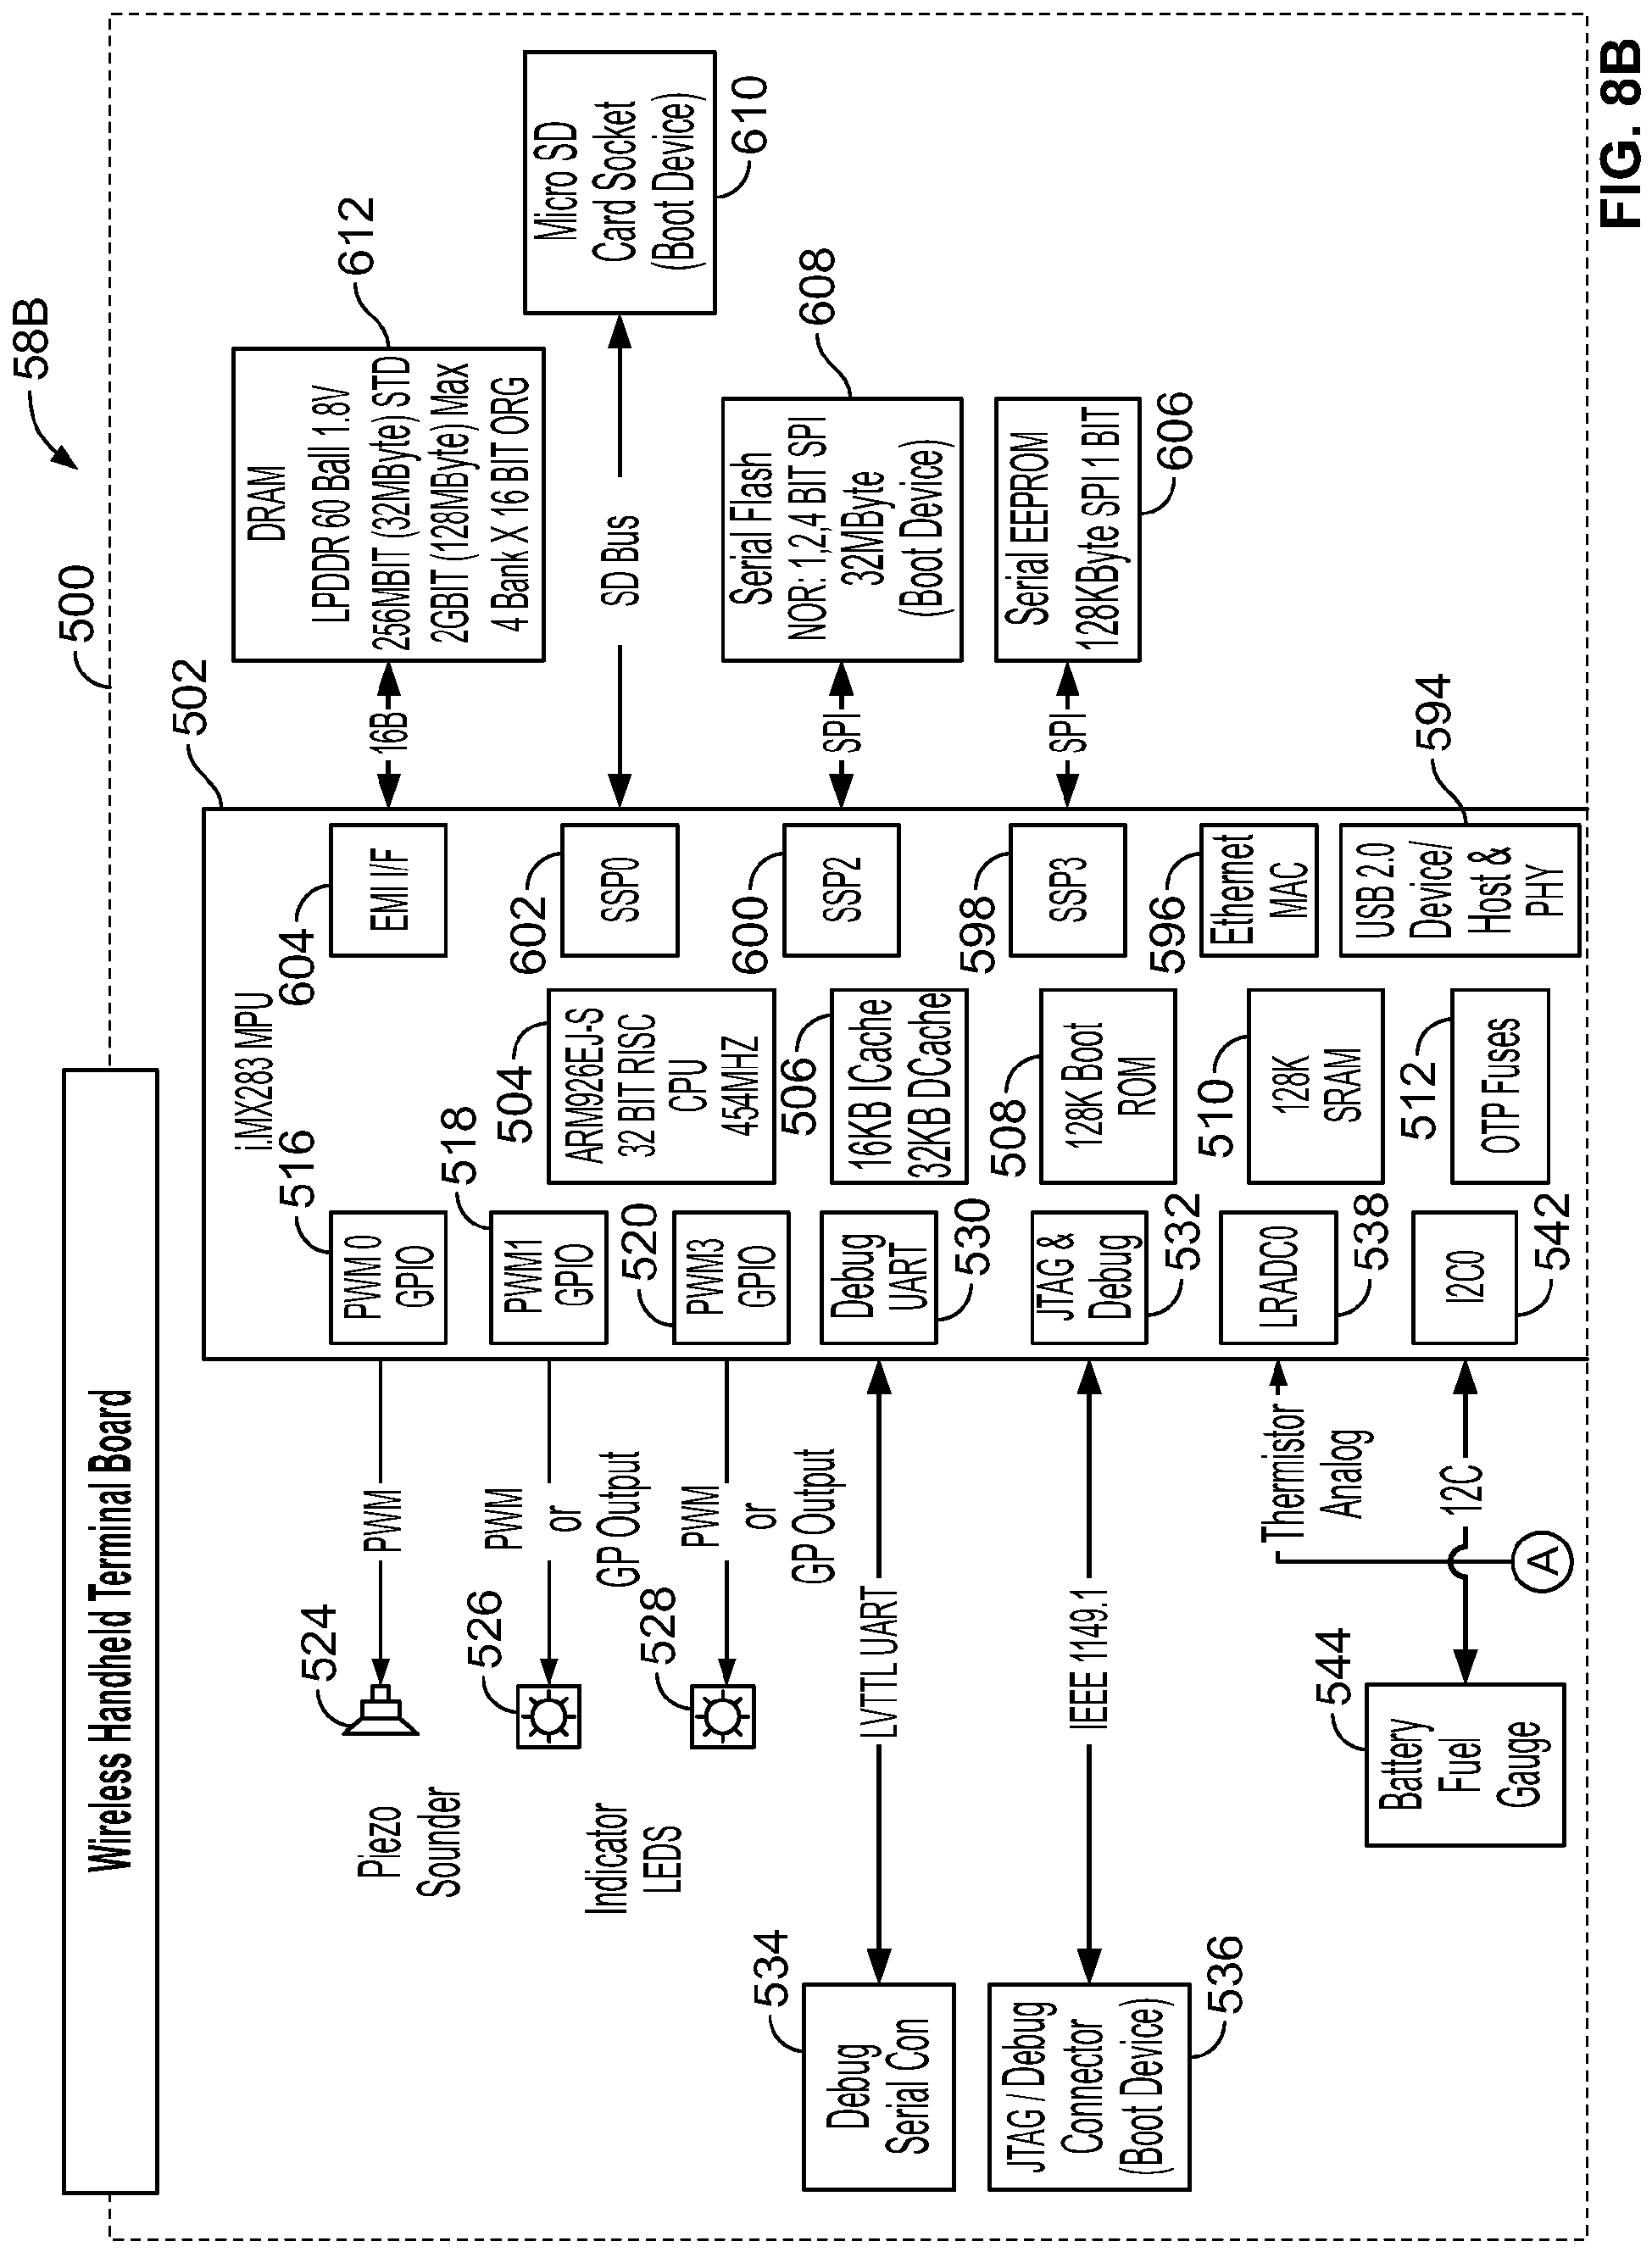 Wireless Handheld Terminal Board
58B
500
502
i.MX283 MPU
516
PWM 0
GPIO
518
PWM1
GPIO
520
PWM3
GPIO
Debug
UART
530
JTAG &
Debug
532
LRADC0
538
I2C0
542
504
ARM926EJ-S
32 BIT RISC
CPU
454MHZ
506
16KB ICache
32KB DCache
508
128K Boot
ROM
510
128K
SRAM
512
OTP Fuses
604
EMI I/F
602
SSP0
600
SSP2
598
SSP3
596
Ethernet
MAC
594
USB 2.0
Device/
Host &
PHY
524
Piezo
Sounder
PWM
526
PWM
or
GP Output
528
Indicator
LEDS
PWM
or
GP Output
534
Debug
Serial Con
LVTTL UART
JTAG / Debug
Connector
(Boot Device)
536
IEEE 1149.1
Thermistor
Analog
A
12C
544
Battery
Fuel
Gauge
16B
DRAM
LPDDR 60 Ball 1.8V
256MBIT (32MByte) STD
2GBIT (128MByte) Max
4 Bank X 16 BIT ORG
612
SD Bus
Micro SD
Card Socket
(Boot Device)
610
SPI
Serial Flash
NOR: 1,2,4 BIT SPI
32MByte
(Boot Device)
608
SPI
Serial EEPROM
128KByte SPI 1 BIT
606
FIG. 8B